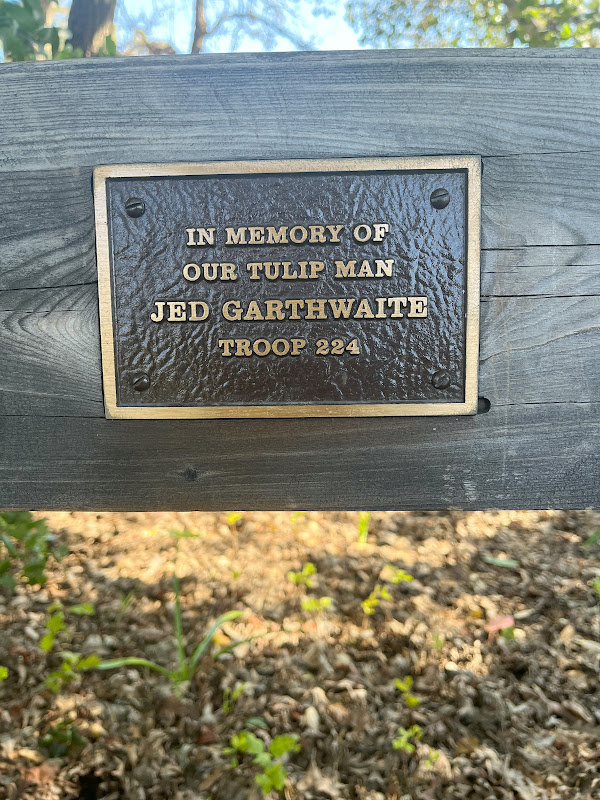 IN MEMORY OF
OUR TULIP MAN
JED GARTHWAITE
TROOP 224